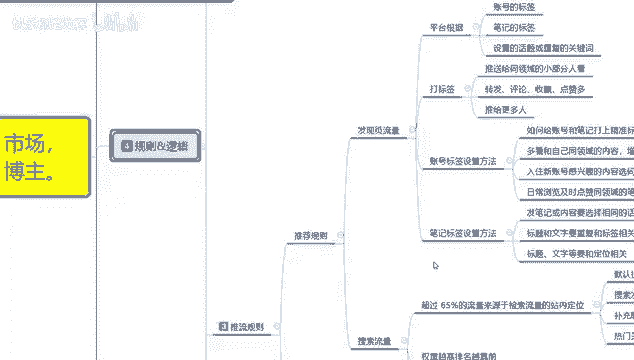 账号的标签
平台根据
笔记的标签
设置的话题或重复的关键词
推送给同领域的小部分人看
打标签
转发、评论、收藏、点赞多
推给更多人
发现页流量
如何给账号和笔记打上精准标
市场，
4 规则&逻辑
多看和自己同领域的内容，增
账号标签设置方法
博主。
入住新账号感兴趣的内容选同
日常浏览及时点赞同领域的笔
发笔记或内容要选择相同的话
推荐规则
笔记标签设置方法
标题和文字要重复和标签相关
标题、文字等要和定位相关
默认
超过 65%的流量来源于检索流量的站内定位
搜索发
3 推流规则
补充
搜索流量
热门
权重越高排名越靠前